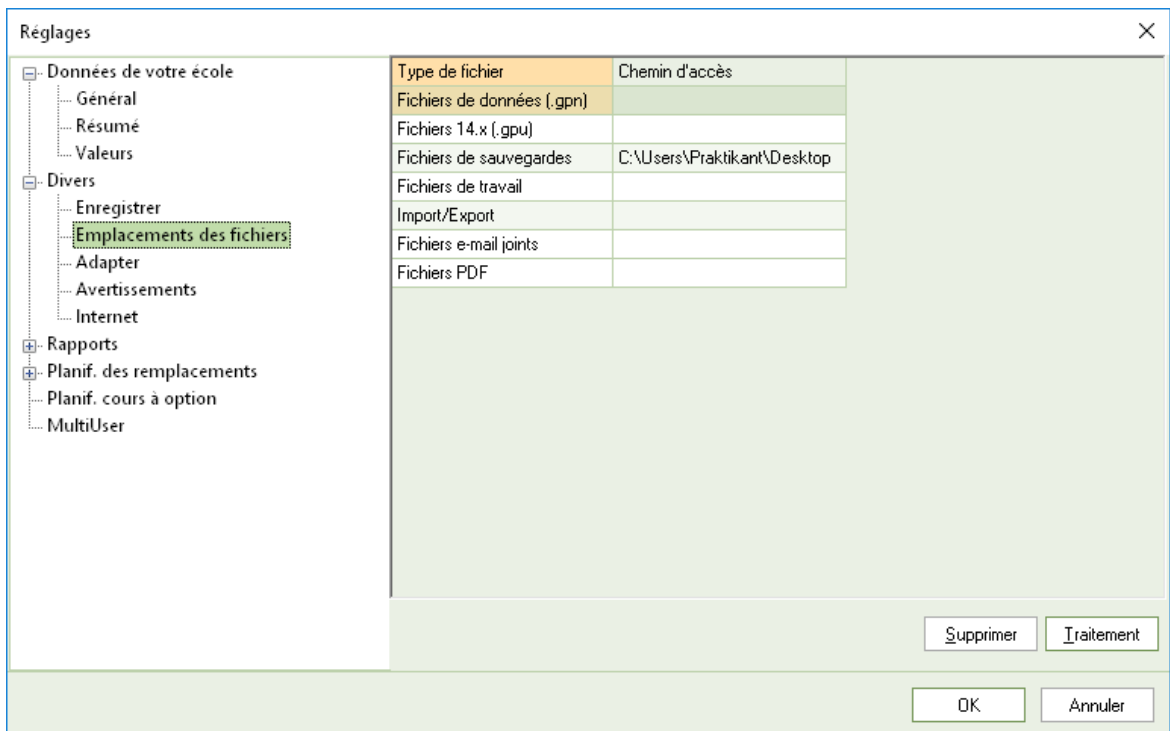 Réglages
Données de votre école
Général
Résumé
Valeurs
Divers
Enregistrer
Emplacements des fichiers
Adapter
Avertissements
Internet
Rapports
Planif. des remplacements
Planif. cours à option
MultiUser
Type de fichier Chemin d'accès
Fichiers de données (.gpn)
Fichiers 14.x (.gpu)
Fichiers de sauvegardes C:\Users\Praktikant\Desktop
Fichiers de travail
Import/Export
Fichiers e-mail joints
Fichiers PDF
Supprimer Traitement
OK Annuler